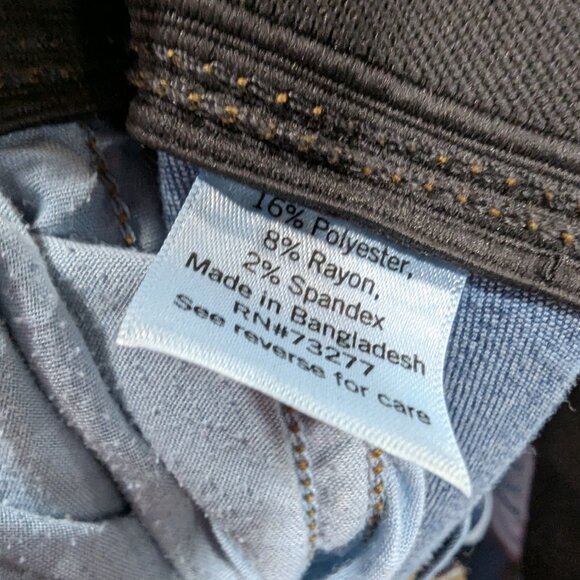 16% Polyester,
8% Rayon,
2% Spandex
Made in Bangladesh
RN#73277
See reverse for care